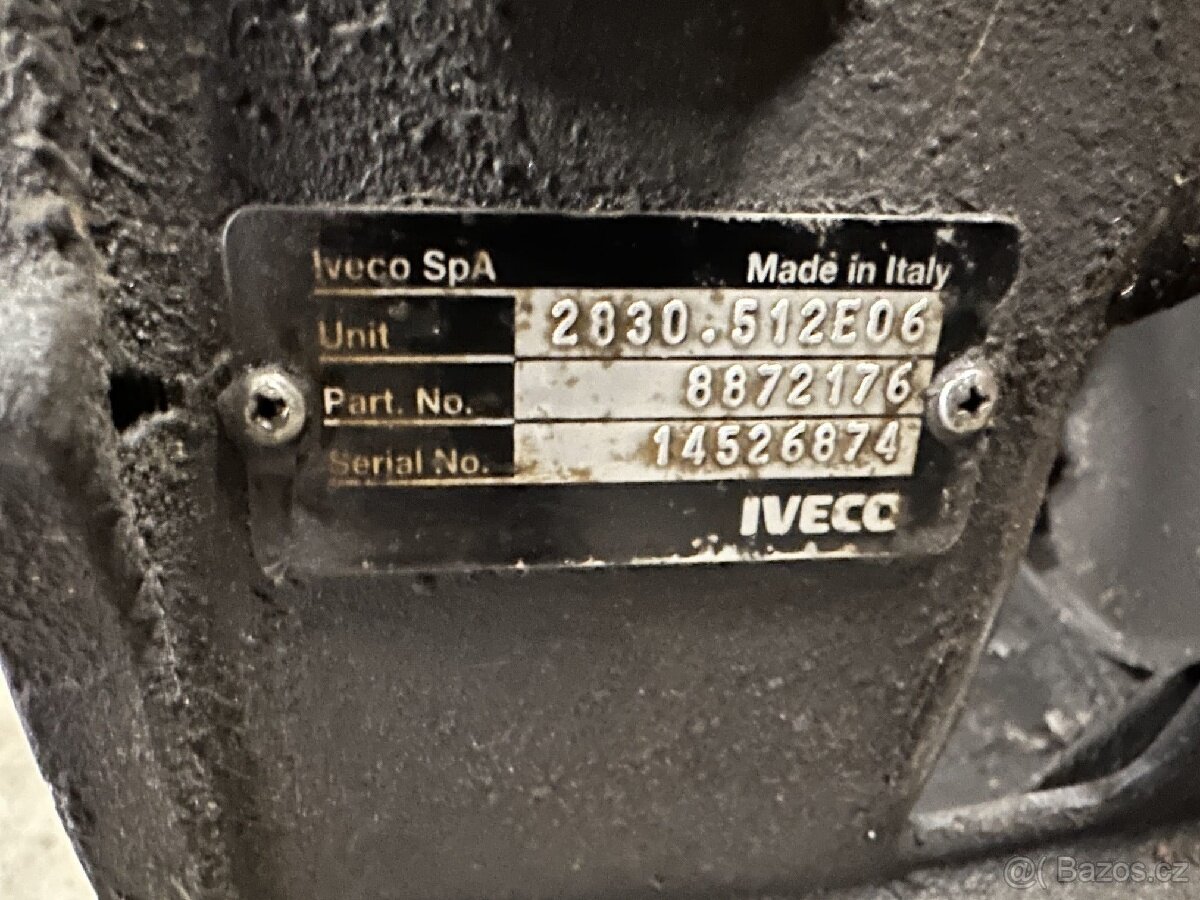 Iveco SpA Made in Italy
Unit 2830.512E06
Part. No. 8872176
Serial No. 14526874
IVECO
@( Bazos.cz